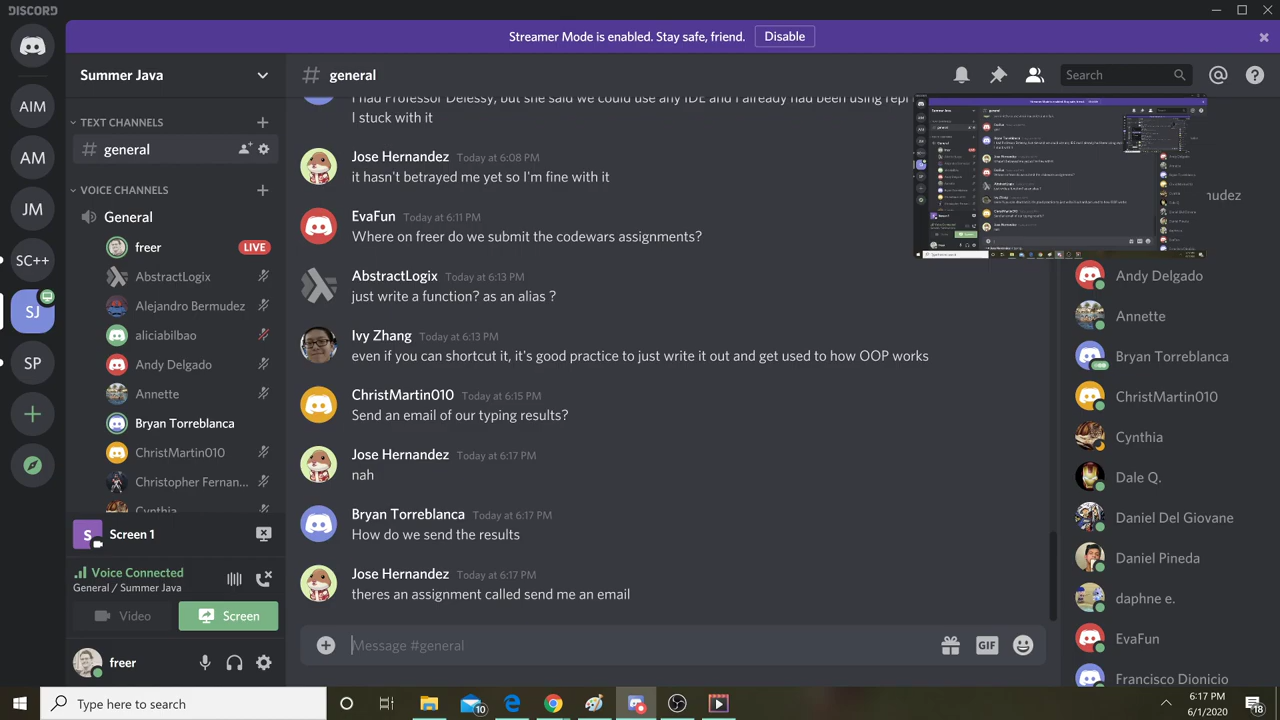 DISCORD
Streamer Mode is enabled. Stay safe, friend.
Disable
Summer Java
# general
Search
AIM
AM
JM
SC++
SJ
SP
TEXT CHANNELS
# general
VOICE CHANNELS
General
freer
LIVE
AbstractLogix
Alejandro Bermudez
aliciabilbao
Andy Delgado
Annette
Bryan Torreblanca
ChristMartin010
Christopher Fernan...
Cynthia
S
Screen 1
Voice Connected
General / Summer Java
Video
Screen
freer
I had Professor Delessy, but she said we could use any IDE and I already had been using repl
I stuck with it
Jose Hernandez Today at 6:08 PM
it hasn't betrayed me yet so I'm fine with it
EvaFun Today at 6:11 PM
Where on freer do we submit the codewars assignments?
AbstractLogix Today at 6:13 PM
just write a function? as an alias ?
Ivy Zhang Today at 6:13 PM
even if you can shortcut it, it's good practice to just write it out and get used to how OOP works
ChristMartin010 Today at 6:15 PM
Send an email of our typing results?
Jose Hernandez Today at 6:17 PM
nah
Bryan Torreblanca Today at 6:17 PM
How do we send the results
Jose Hernandez Today at 6:17 PM
theres an assignment called send me an email
Message #general
GIF
Andy Delgado
Annette
Bryan Torreblanca
ChristMartin010
Cynthia
Dale Q.
Daniel Del Giovane
Daniel Pineda
daphne e.
EvaFun
Francisco Dionicio
Type here to search
10
6:17 PM
6/1/2020
18